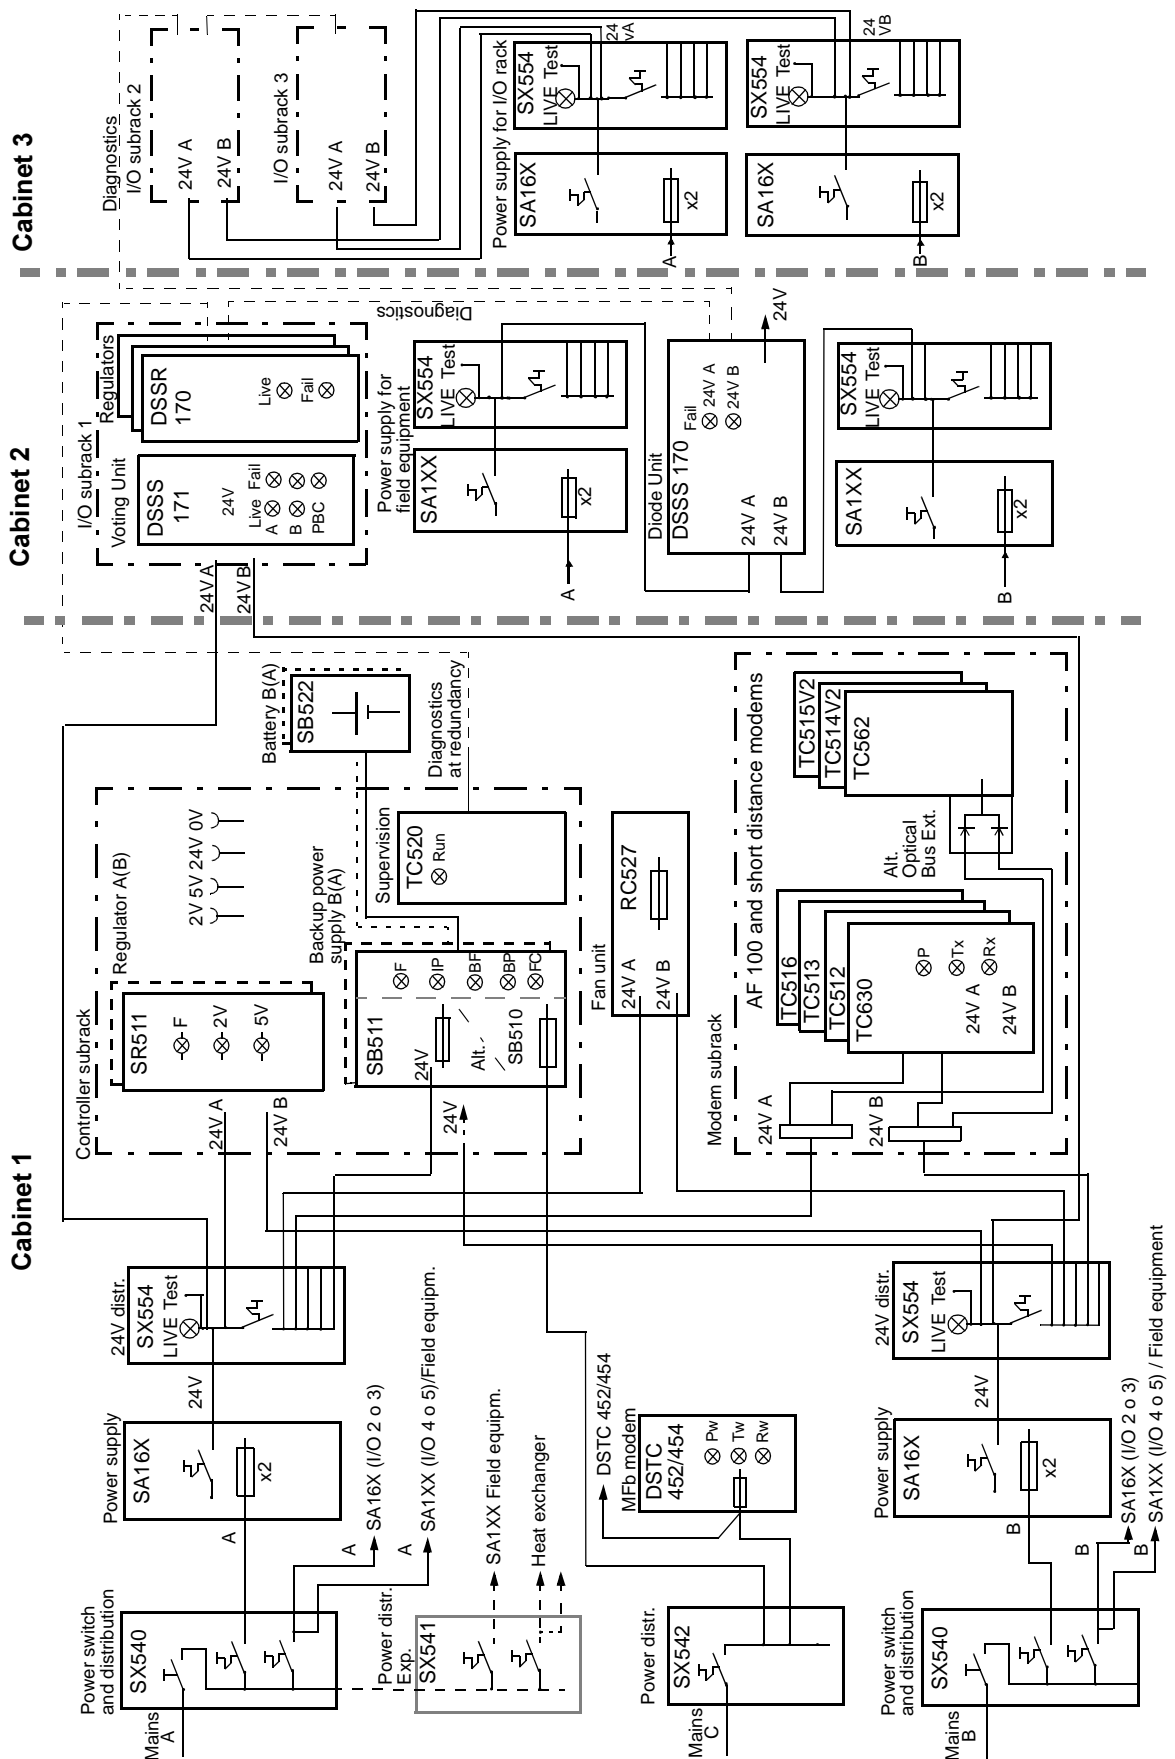 Cabinet 1
Cabinet 2
Cabinet 3
Mains
A
Power switch
and distribution
SX540
Power distr.
Exp.
SX541
Mains
C
Power distr.
SX542
Mains
B
Power switch
and distribution
SX540
A
A
SA16X (I/O 2 o 3)
A
SA1XX (I/O 4 o 5)/Field equipm.
SA1XX Field equipm.
Heat exchanger
B
B
SA16X (I/O 2 o 3)
B
SA1XX (I/O 4 o 5) / Field equipment
Power supply
SA16X
x2
24V
DSTC 452/454
MFb modem
DSTC
452/454
Pw
Tw
Rw
Power supply
SA16X
x2
24V
24V distr.
SX554
LIVE Test
24V distr.
SX554
LIVE Test
Controller subrack
Regulator A(B)
SR511
F
2V
5V
24V A
24V B
2V 5V 24V 0V
Backup power
supply B(A)
SB511
24V
Alt.
SB510
F
IP
BF
BP
FC
24V
Supervision
TC520
Run
Battery B(A)
SB522
Diagnostics
at redundancy
Fan unit
RC527
24V A
24V B
Modem subrack
AF 100 and short distance modems
24V A
24V B
TC516
TC513
TC512
TC630
P
Tx
Rx
24V A
24V B
Alt.
Optical
Bus Ext.
TC515V2
TC514V2
TC562
24V A
24V B
I/O subrack 1
Voting Unit
DSSS
171
24V
Live Fail
A
B
PBC
Regulators
DSSR
170
Live
Fail
Diagnostics
Power supply for
field equipment
SA1XX
x2
A
SX554
LIVE Test
Diode Unit
DSSS 170
24V A
24V B
Fail
24V A
24V B
24V
SA1XX
x2
B
SX554
LIVE Test
Diagnostics
I/O subrack 2
24V A
24V B
I/O subrack 3
24V A
24V B
Power supply for I/O rack
SA16X
x2
A
SX554
LIVE Test
24
VA
SA16X
x2
B
SX554
LIVE Test
24
VB